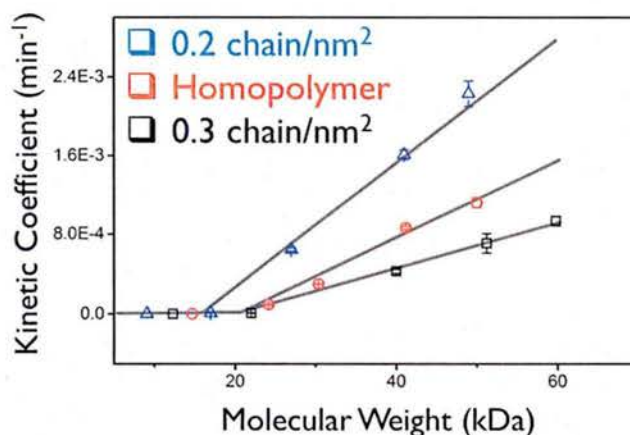 0.2 chain/nm²
Homopolymer
0.3 chain/nm²
Kinetic Coefficient (min⁻¹)
2.4E-3
1.6E-3
8.0E-4
0.0
20
40
60
Molecular Weight (kDa)